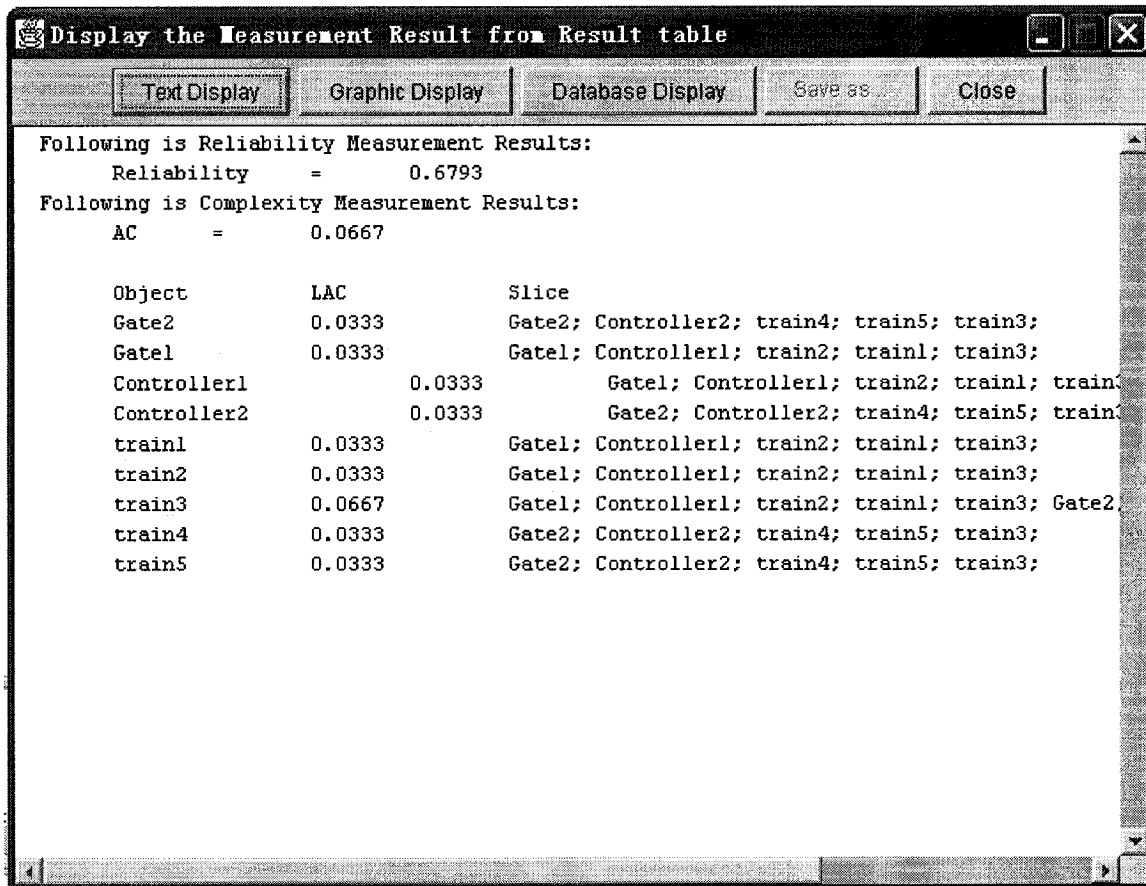 Display the Measurement Result from Result table
Text Display Graphic Display Database Display Save as ... Close
Following is Reliability Measurement Results:
Reliability = 0.6793
Following is Complexity Measurement Results:
AC = 0.0667
Object LAC Slice
Gate2 0.0333 Gate2; Controller2; train4; train5; train3;
Gate1 0.0333 Gate1; Controller1; train2; train1; train3;
Controller1 0.0333 Gate1; Controller1; train2; train1; train3
Controller2 0.0333 Gate2; Controller2; train4; train5; train3
train1 0.0333 Gate1; Controller1; train2; train1; train3;
train2 0.0333 Gate1; Controller1; train2; train1; train3;
train3 0.0667 Gate1; Controller1; train2; train1; train3; Gate2;
train4 0.0333 Gate2; Controller2; train4; train5; train3;
train5 0.0333 Gate2; Controller2; train4; train5; train3;